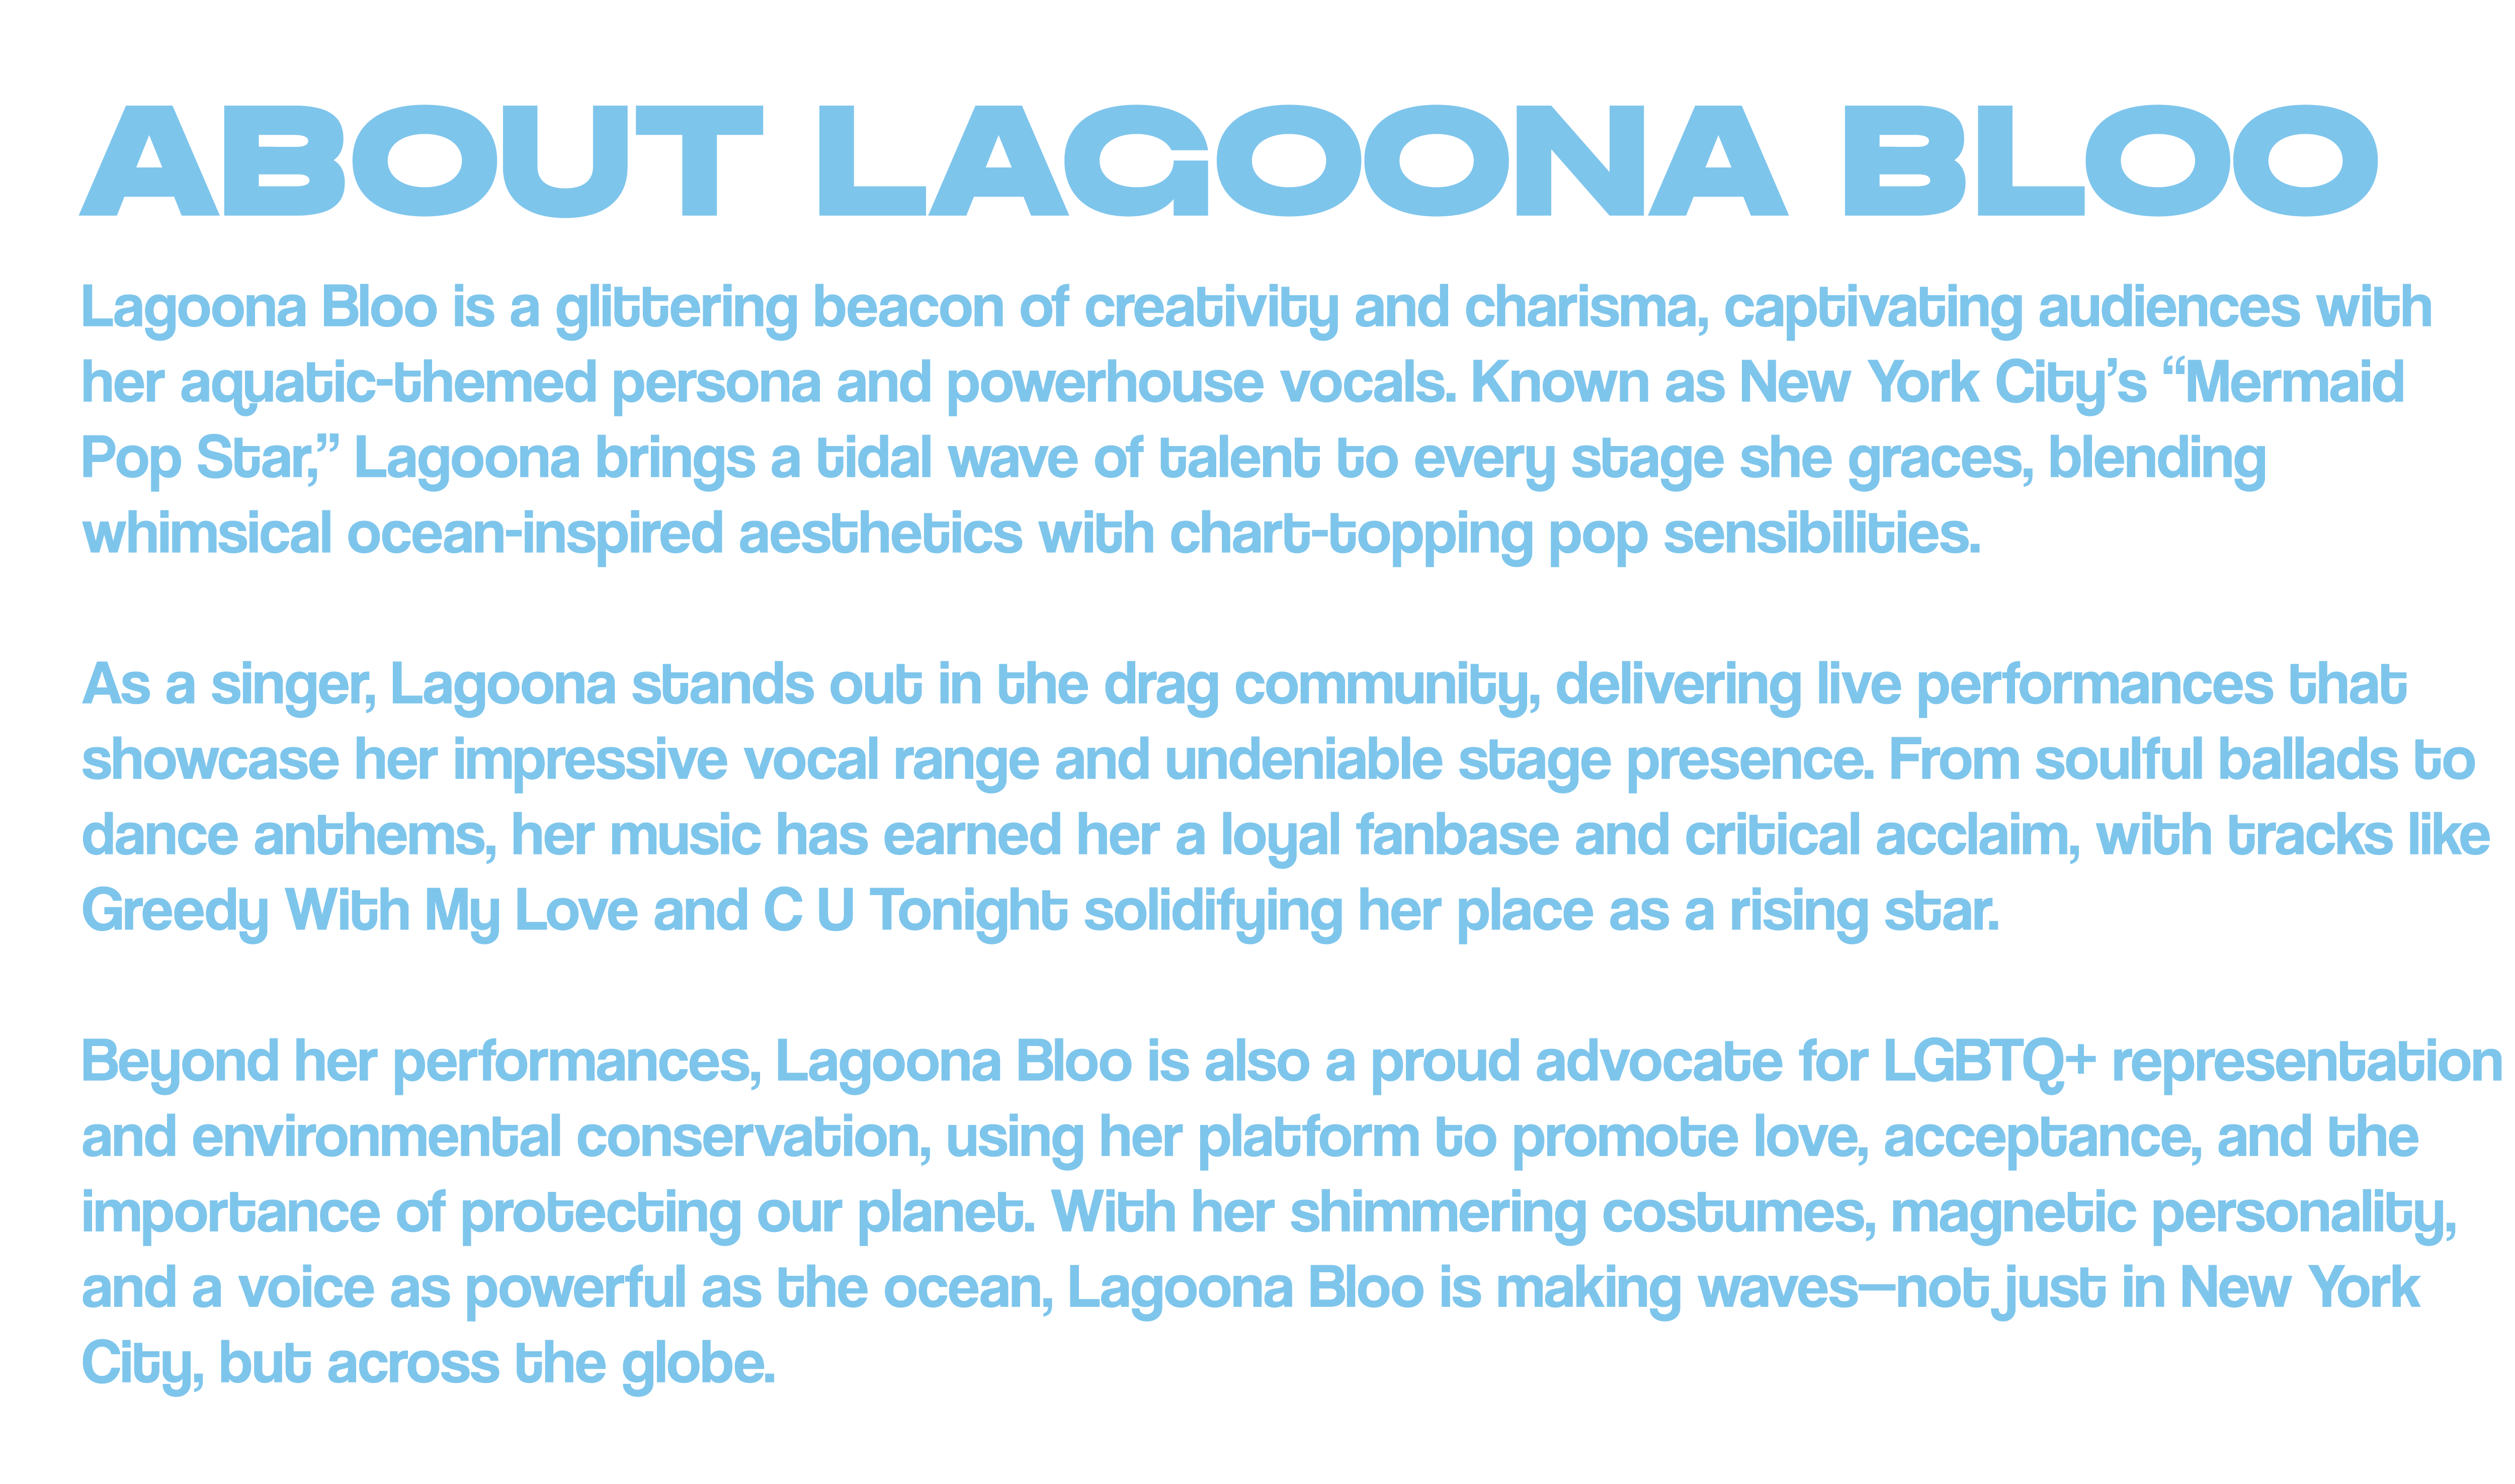 ABOUT LAGOONA BLOO
Lagoona Bloo is a glittering beacon of creativity and charisma, captivating audiences with
her aquatic-themed persona and powerhouse vocals. Known as New York City’s “Mermaid
Pop Star,” Lagoona brings a tidal wave of talent to every stage she graces, blending
whimsical ocean-inspired aesthetics with chart-topping pop sensibilities.
As a singer, Lagoona stands out in the drag community, delivering live performances that
showcase her impressive vocal range and undeniable stage presence. From soulful ballads to
dance anthems, her music has earned her a loyal fanbase and critical acclaim, with tracks like
Greedy With My Love and C U Tonight solidifying her place as a rising star.
Beyond her performances, Lagoona Bloo is also a proud advocate for LGBTQ+ representation
and environmental conservation, using her platform to promote love, acceptance, and the
importance of protecting our planet. With her shimmering costumes, magnetic personality,
and a voice as powerful as the ocean, Lagoona Bloo is making waves—not just in New York
City, but across the globe.